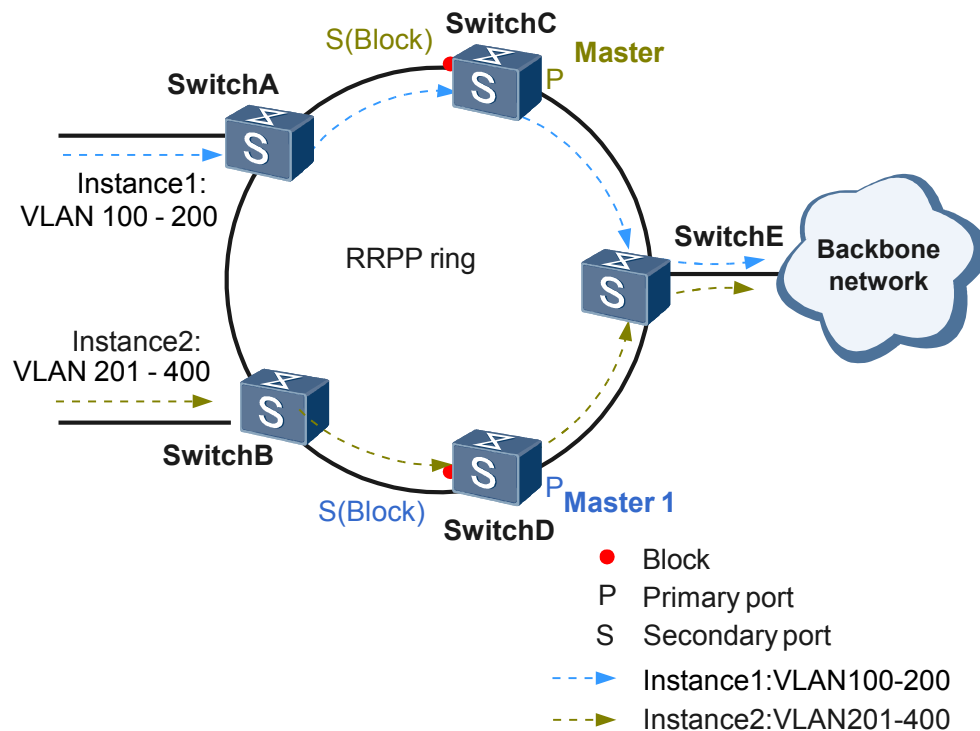 SwitchC
S(Block)
Master
P
SwitchA
S
S
Instance1:
VLAN 100 - 200
RRPP ring
SwitchE
S
Backbone
network
Instance2:
VLAN 201 - 400
S
SwitchB
S
S(Block)
P
Master 1
SwitchD
Block
P Primary port
S Secondary port
Instance1:VLAN100-200
Instance2:VLAN201-400